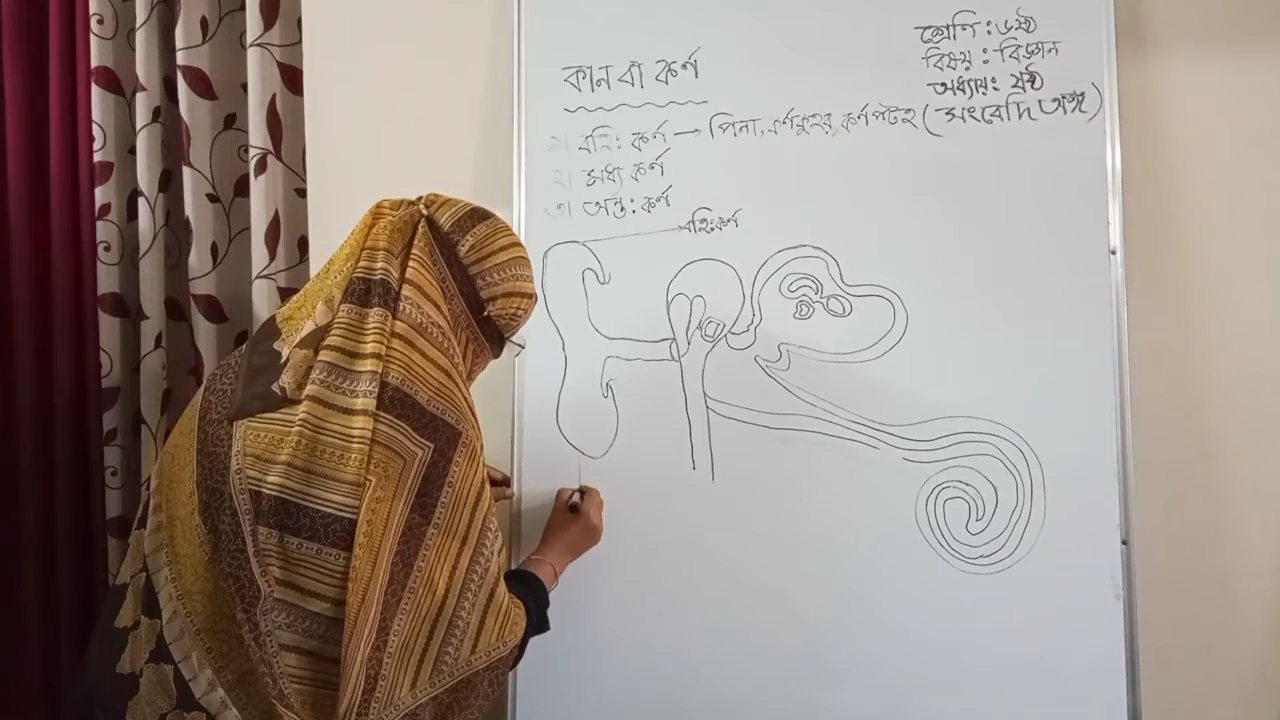 শ্রেণি : ৬ষ্ঠ
বিষয় : বিজ্ঞান
অধ্যায়ঃ ষষ্ঠ
(সংবেদি অঙ্গ)
কান বা কর্ণ
১। বহিঃ কর্ণ → পিনা, কর্ণকুহর, কর্ণপটহ
২। মধ্য কর্ণ
৩। অন্তঃ কর্ণ
বহিঃকর্ণ